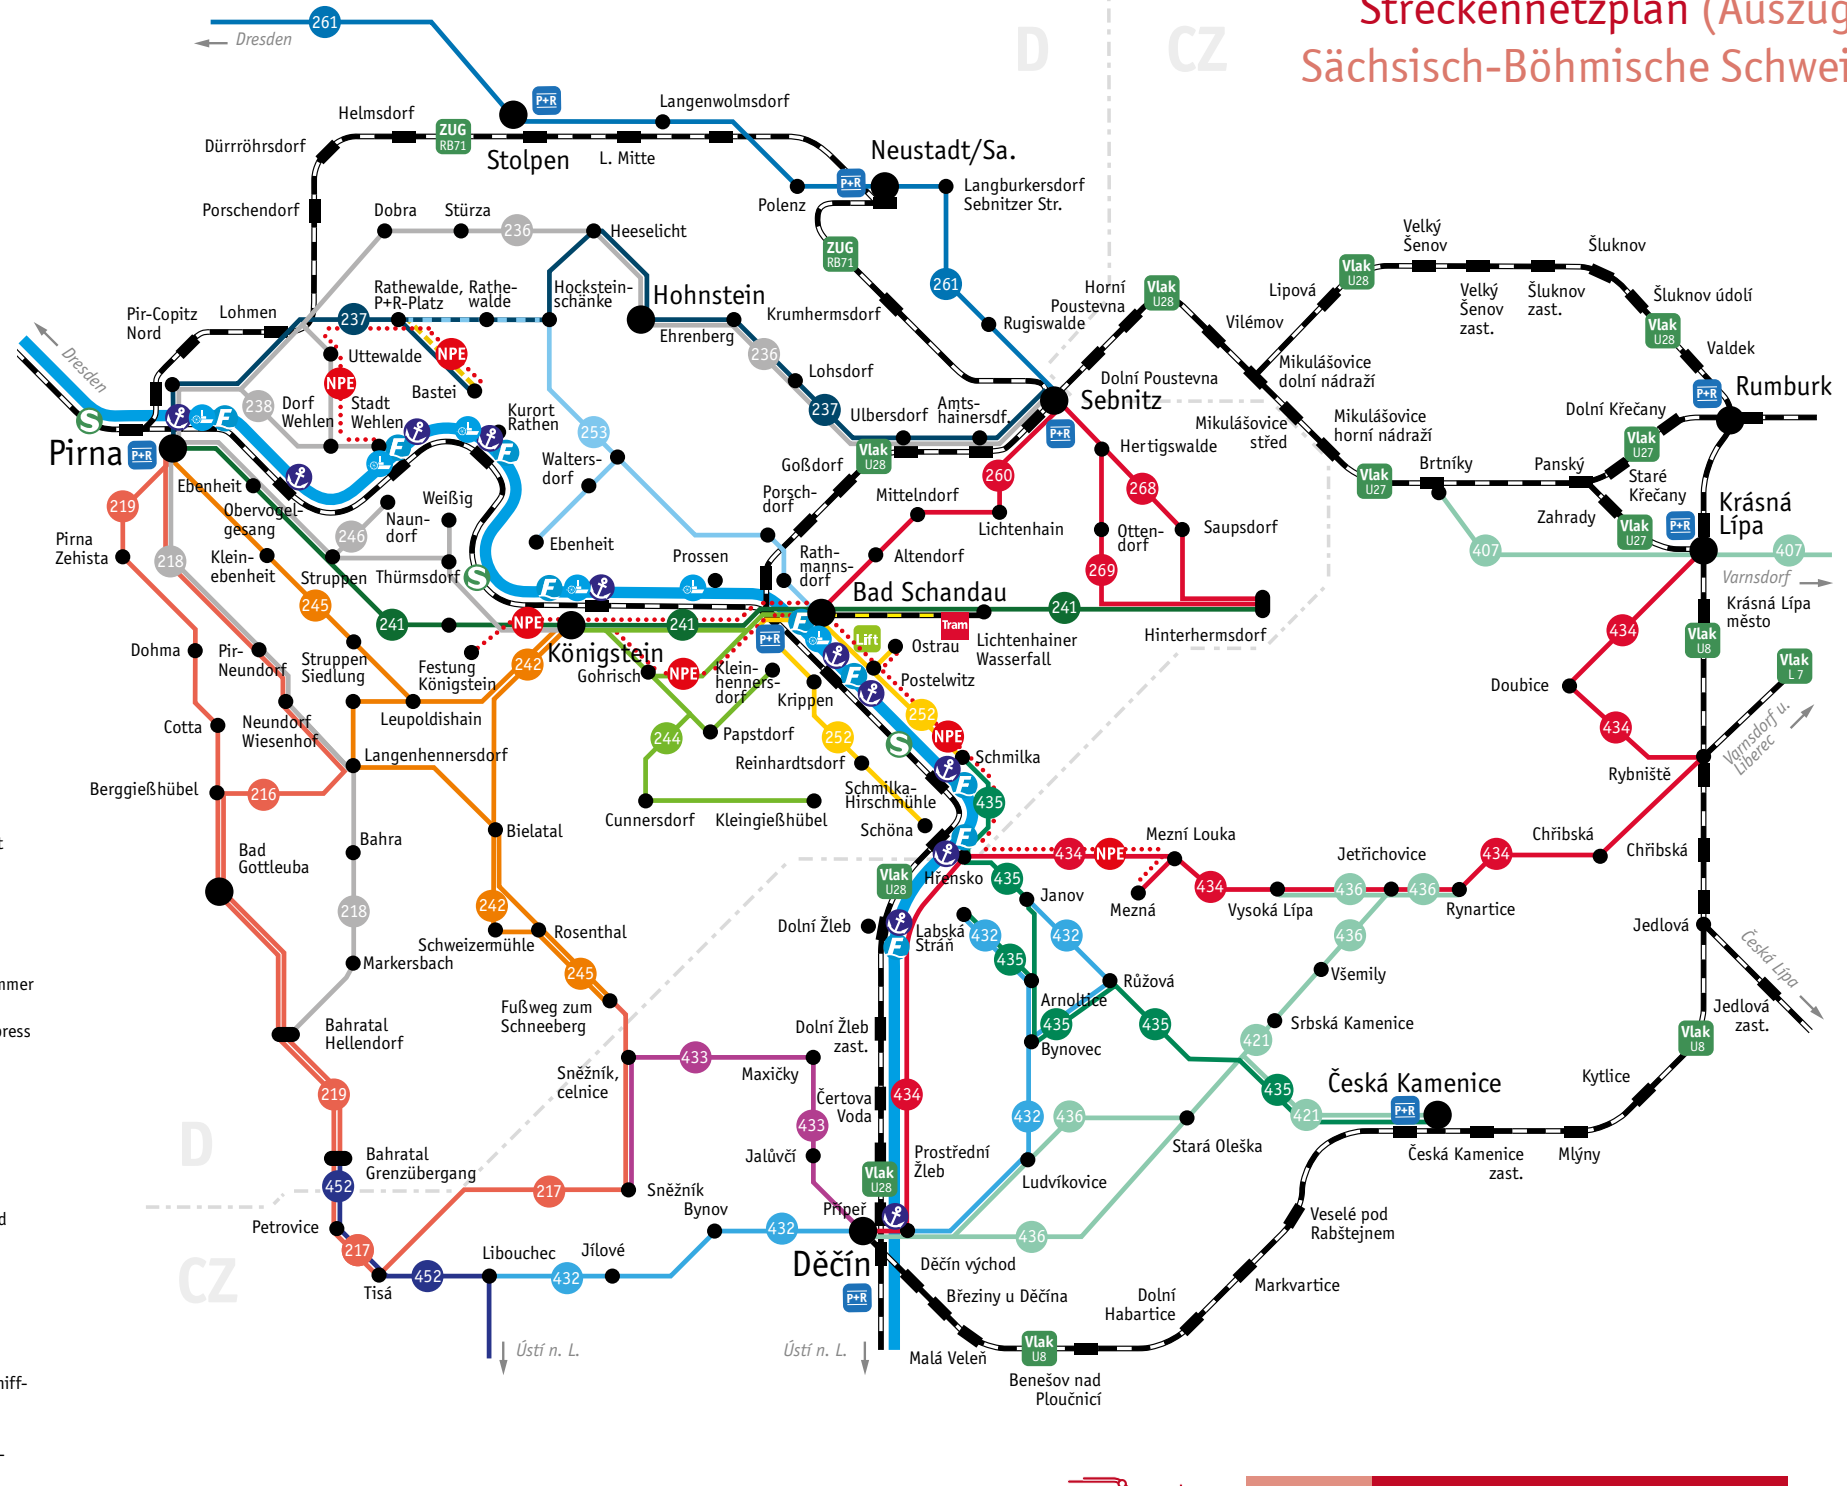 Streckennetzplan (Auszug
Sächsisch-Böhmische Schwei
261
Dresden
D
CZ
P+R
Langenwolmsdorf
Helmsdorf
ZUG
RB71
Stolpen
L. Mitte
Dürrröhrsdorf
Neustadt/Sa.
P+R
Polenz
Langburkersdorf
Sebnitzer Str.
Porschendorf
Dobra
Stürza
236
Heeselicht
ZUG
RB71
Velký
Šenov
Šluknov
Vlak
U28
Lipová
Velký
Šenov
zast.
Šluknov
zast.
Šluknov údolí
Vlak
U28
Valdek
261
Horní
Poustevna
Vlak
U28
Vilémov
Rathewalde,
P+R-Platz
Rathe-
walde
Hockstein-
schänke
Hohnstein
Krumhermsdorf
Rugiswalde
Pir-Copitz
Nord
Lohmen
237
Ehrenberg
236
Dresden
Uttewalde
NPE
Bastei
NPE
Lohsdorf
Dolní Poustevna
Mikulášovice
dolní nádraží
P+R
Rumburk
238
Dorf
Wehlen
Stadt
Wehlen
Kurort
Rathen
237
Ulbersdorf
Amts-
hainersdf.
Sebnitz
P+R
Mikulášovice
střed
Mikulášovice
horní nádraží
Dolní Křečany
Vlak
U27
S
Pirna
P+R
F
F
F
253
Goßdorf
Vlak
U28
Hertigswalde
Vlak
U27
Brtníky
Panský
Staré
Křečany
219
Ebenheit
Obervogel-
gesang
Weißig
246
Naun-
dorf
Walters-
dorf
Porsch-
dorf
260
268
Mittelndorf
Lichtenhain
Zahrady
Vlak
U27
P+R
Krásná
Lípa
Pirna
Zehista
218
Klein-
ebenheit
Struppen
Thürmsdorf
S
Ebenheit
Prossen
Rath-
manns-
dorf
Altendorf
Otten-
dorf
Saupsdorf
269
407
407
Varnsdorf
245
F
Bad Schandau
241
Krásná Lípa
město
241
NPE
241
Tram
Lichtenhainer
Wasserfall
Hinterhermsdorf
434
Vlak
U8
Dohma
Pir-
Neundorf
Struppen
Siedlung
Festung
Königstein
242
Königstein
Gohrisch
NPE
Klein-
henners-
dorf
P+R
F
Lift
Ostrau
F
Postelwitz
Krippen
Doubice
Vlak
L7
Cotta
Neundorf
Wiesenhof
Leupoldishain
244
Papstdorf
252
252
NPE
S
Schmilka
434
Varnsdorf u.
Liberec
Langenhennersdorf
Reinhardtsdorf
Rybniště
Berggießhübel
216
Cunnersdorf
Kleingießhübel
Schmilka-
Hirschmühle
Schöna
F
435
F
Bahra
Bielatal
434
NPE
Mezní Louka
Chřibská
434
Chřibská
Bad
Gottleuba
Vlak
U28
Hřensko
435
Janov
Mezná
434
Vysoká Lípa
Jetřichovice
436
436
Rynartice
218
242
Schweizermühle
Rosenthal
Dolní Žleb
F
Labská
Stráň
432
435
432
436
Jedlová
Česká Lípa
Markersbach
245
Fußweg zum
Schneeberg
Arnoltice
Růžová
Všemily
mmer
Bahratal
Hellendorf
Dolní Žleb
zast.
435
435
Bynovec
Srbská Kamenice
421
Jedlová
zast.
press
Vlak
U8
Sněžník,
celnice
433
Maxičky
219
Čertova
Voda
434
432
436
435
421
Česká Kamenice
P+R
Kytlice
433
Jalůvčí
Stará Oleška
Česká Kamenice
zast.
Mlýny
D
Bahratal
Grenzübergang
452
217
Sněžník
Vlak
U28
Prostřední
Žleb
Ludvíkovice
Petrovice
217
Bynov
432
Přípeř
436
Veselé pod
Rabštejnem
CZ
Tisá
452
Libouchec
432
Jílové
Děčín
P+R
Děčín východ
Březiny u Děčína
Dolní
Habartice
Markvartice
Ústí n. L.
Ústí n. L.
Malá Veleň
Vlak
U8
Benešov nad
Ploučnicí
hiff-